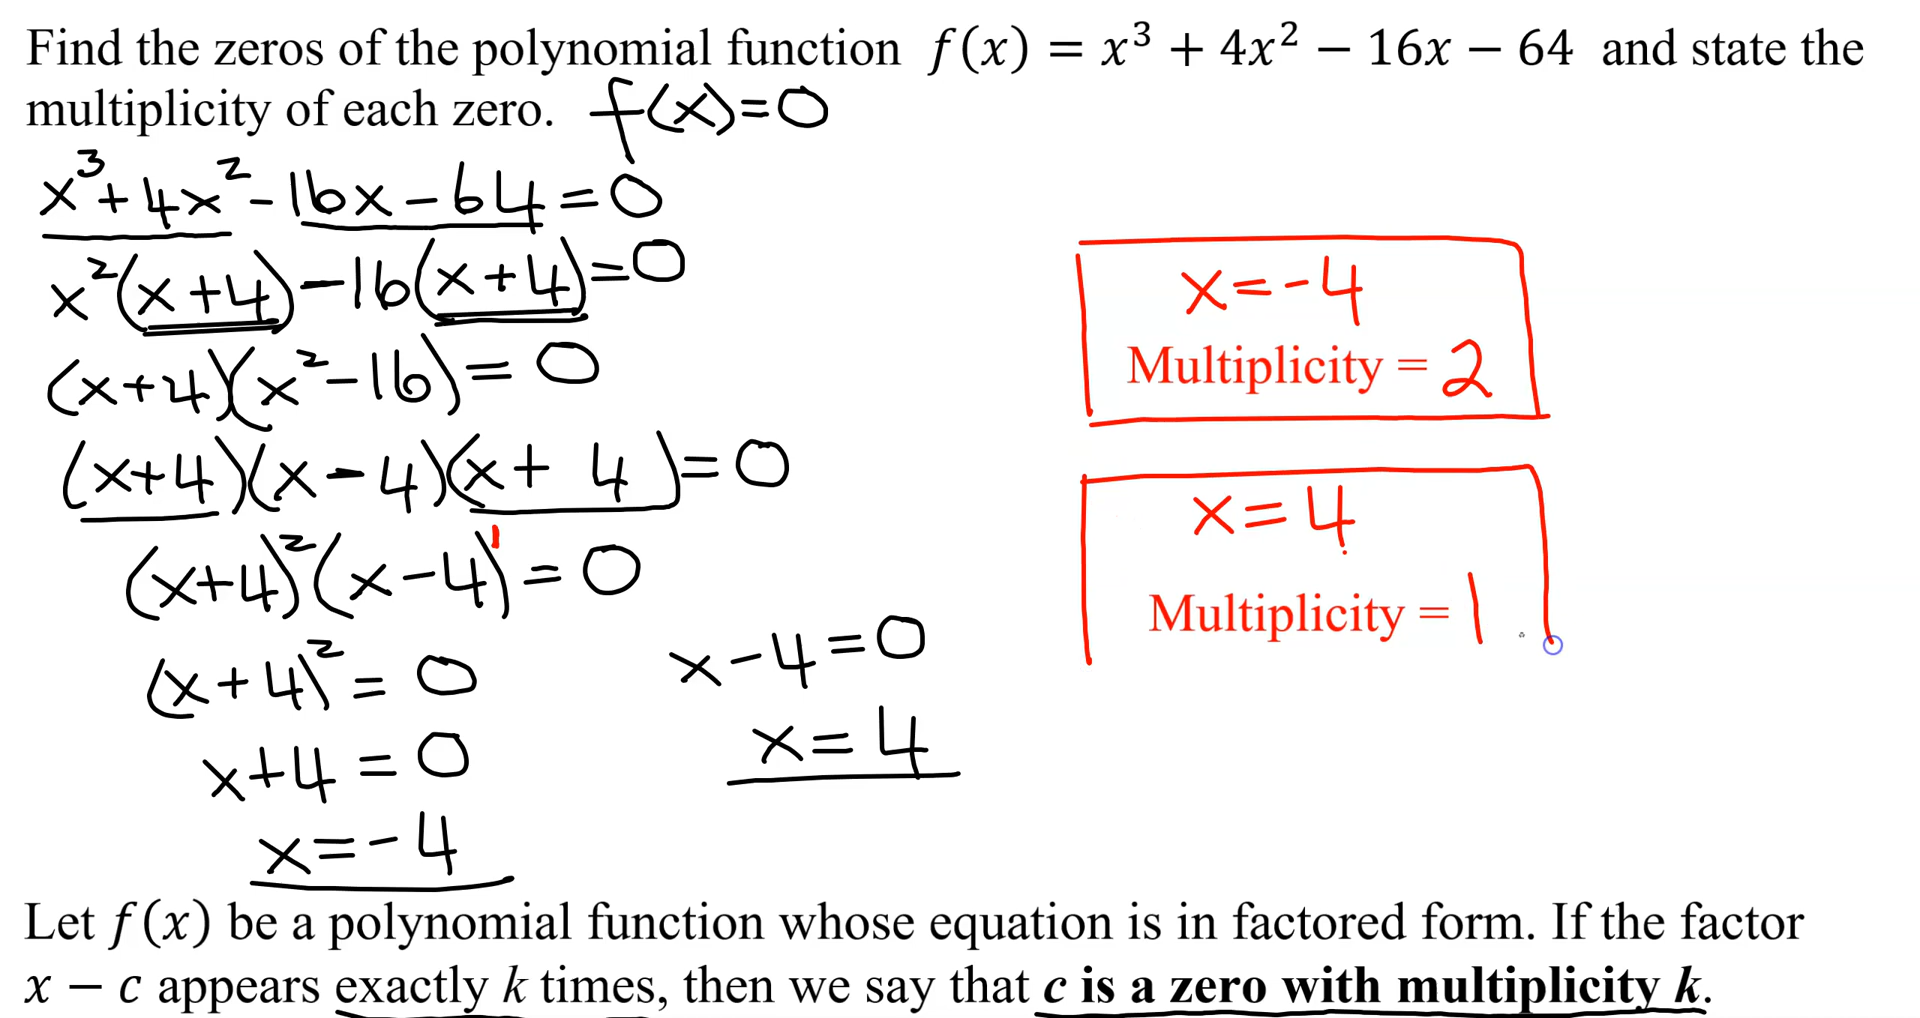 Find the zeros of the polynomial function f(x) = x³ + 4x² − 16x − 64 and state the
multiplicity of each zero. f(x)=0
x³+4x²-16x-64=0
x²(x+4)-16(x+4)=0
(x+4)(x²-16)=0
(x+4)(x-4)(x+4)=0
(x+4)²(x-4)¹=0
(x+4)²=0
x+4=0
x=-4
x-4=0
x=4
x=-4
Multiplicity = 2
x=4
Multiplicity = 1
Let f(x) be a polynomial function whose equation is in factored form. If the factor
x − c appears exactly k times, then we say that c is a zero with multiplicity k.